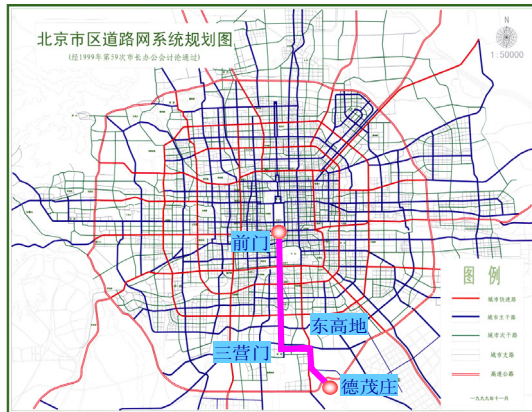 北京市区道路网系统规划图
(经1999年第59次市长办公会讨论通过)
N
1:50000
前门
东高地
三营门
德茂庄
图 例
城市快速路
城市主干路
城市次干路
城市支路
高速公路
一九九九年十一月